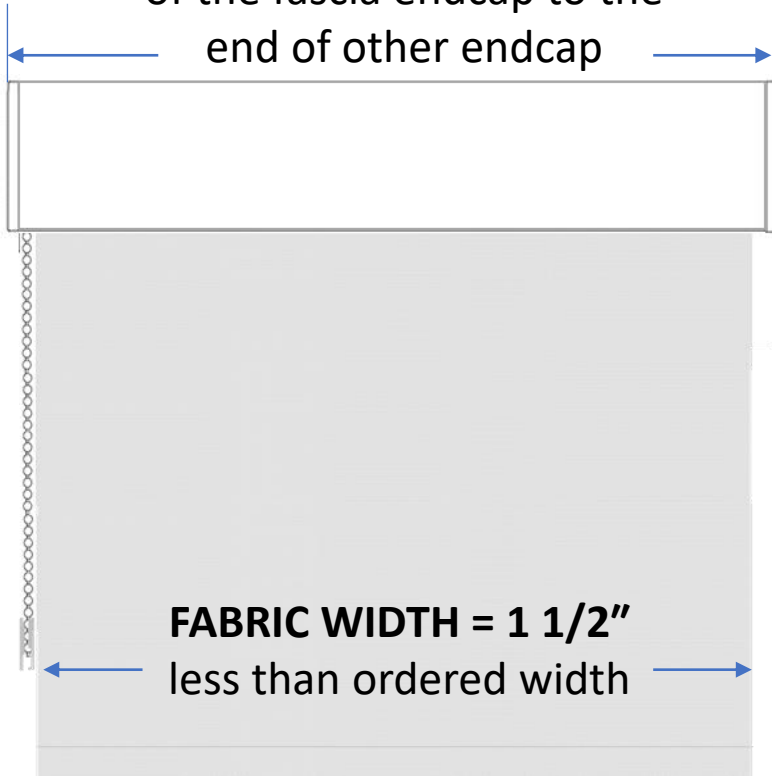 of the fascia endcap to the
end of other endcap
FABRIC WIDTH = 1 1/2"
less than ordered width